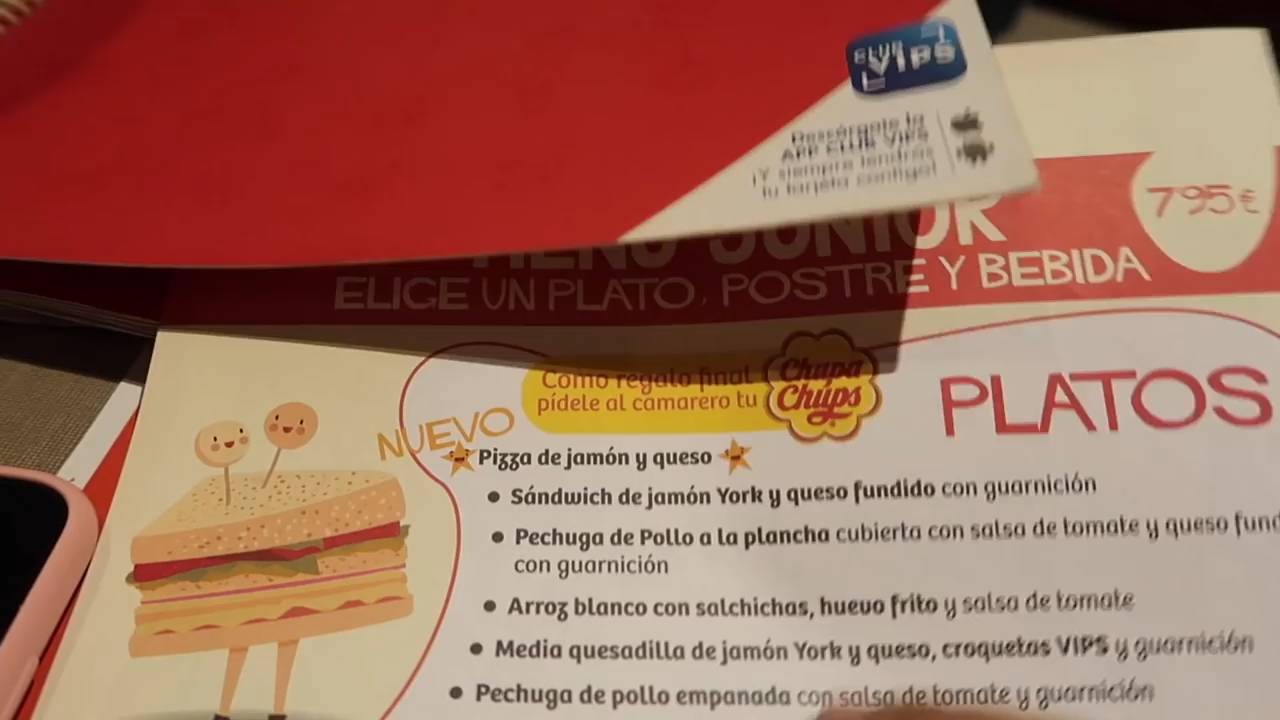 CLUB
VIPS
Descárgate la
APP CLUB VIPS
¡Y siempre tendrás
tu tarjeta contigo!
795€
MENÚ JUNIOR
ELIGE UN PLATO, POSTRE Y BEBIDA
Como regalo final
pídele al camarero tu
Chupa
Chups
PLATOS
NUEVO
Pizza de jamón y queso
• Sándwich de jamón York y queso fundido con guarnición
• Pechuga de Pollo a la plancha cubierta con salsa de tomate y queso fund
con guarnición
• Arroz blanco con salchichas, huevo frito y salsa de tomate
• Media quesadilla de jamón York y queso, croquetas VIPS y guarnición
• Pechuga de pollo empanada con salsa de tomate y guarnición